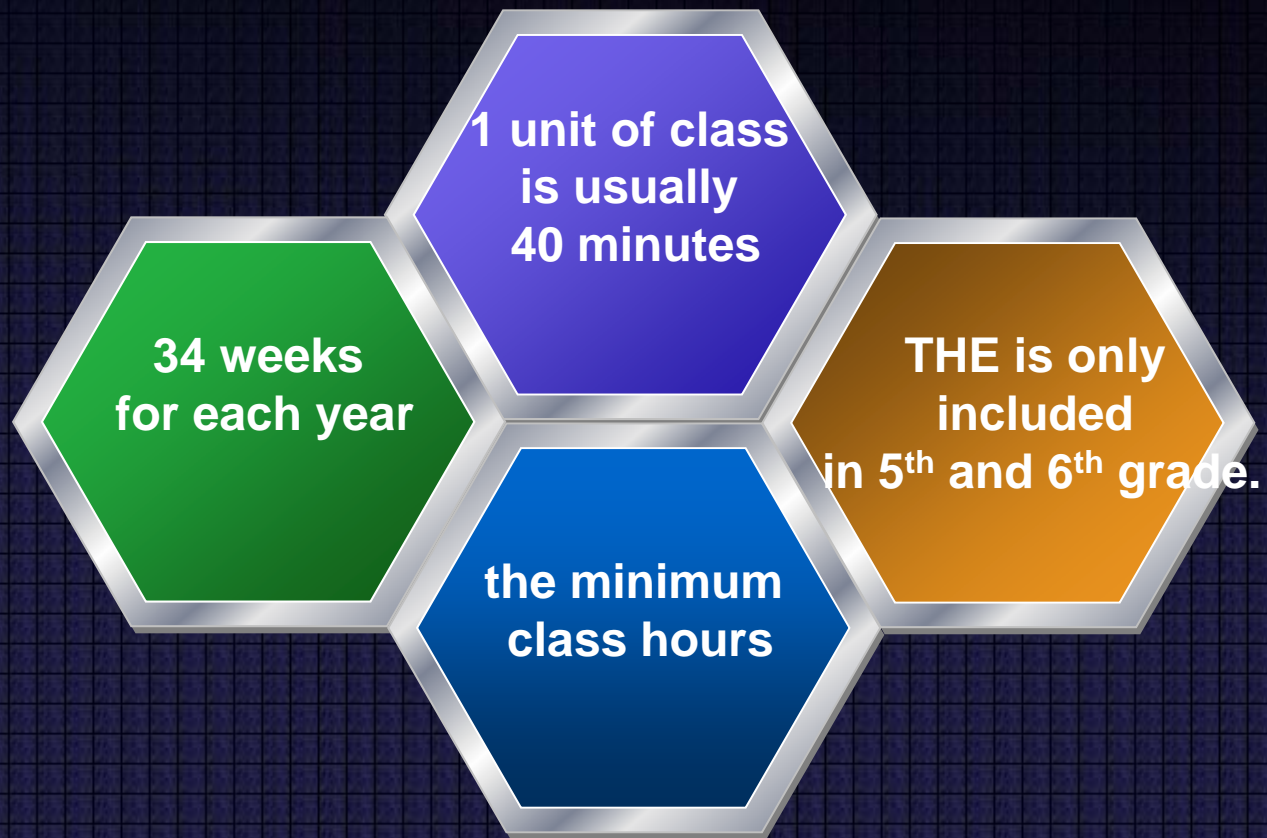 1 unit of class
is usually
40 minutes
34 weeks
for each year
THE is only
included
in 5th and 6th grade.
the minimum
class hours